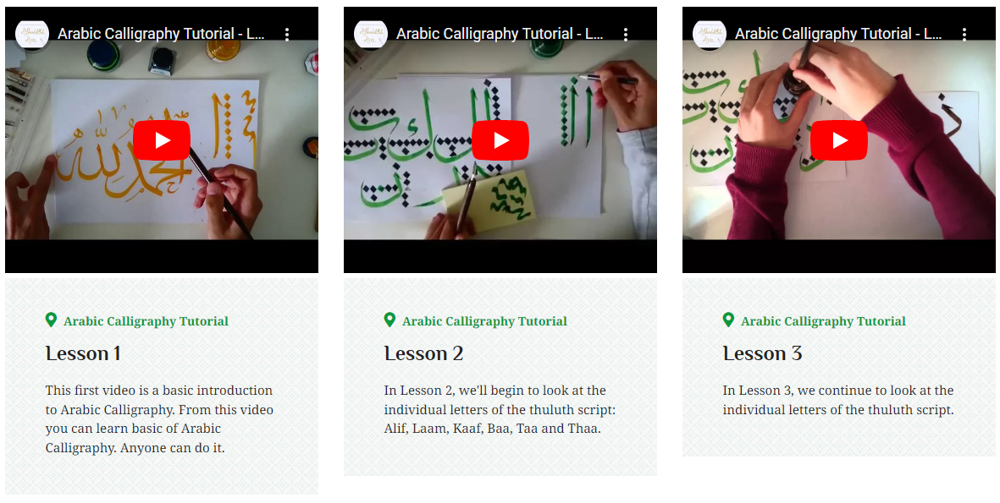 Arabic Calligraphy Tutorial - L...
Arabic Calligraphy Tutorial
Lesson 1
This first video is a basic introduction
to Arabic Calligraphy. From this video
you can learn basic of Arabic
Calligraphy. Anyone can do it.
Arabic Calligraphy Tutorial - L...
Arabic Calligraphy Tutorial
Lesson 2
In Lesson 2, we'll begin to look at the
individual letters of the thuluth script:
Alif, Laam, Kaaf, Baa, Taa and Thaa.
Arabic Calligraphy Tutorial - L...
Arabic Calligraphy Tutorial
Lesson 3
In Lesson 3, we continue to look at the
individual letters of the thuluth script.